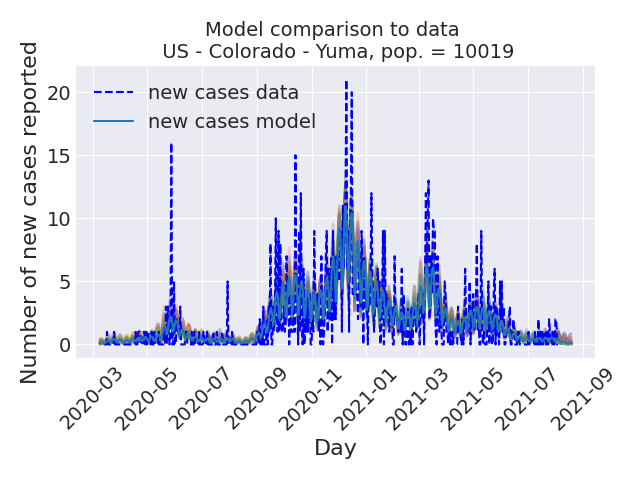 Model comparison to data
US - Colorado - Yuma, pop. = 10019
Number of new cases reported
20
15
10
5
0
new cases data
new cases model
2020-03
2020-05
2020-07
2020-09
2020-11
2021-01
2021-03
2021-05
2021-07
2021-09
Day